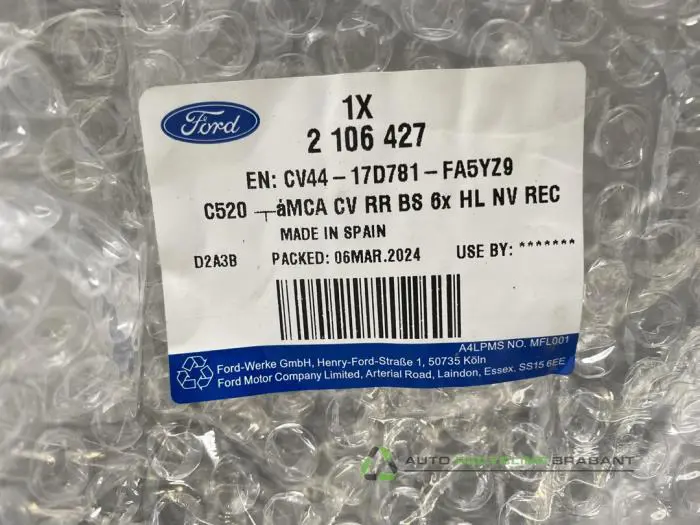 Ford
1X
2 106 427
EN: CV44-17D781-FA5YZ9
C520 àMCA CV RR BS 6x HL NV REC
MADE IN SPAIN
D2A3B PACKED: 06MAR.2024 USE BY: *******
A4LPMS NO. MFL001
Ford-Werke GmbH, Henry-Ford-Straße 1, 50735 Köln
Ford Motor Company Limited, Arterial Road, Laindon, Essex. SS15 6EE
AUTO RECYCLING BRABANT